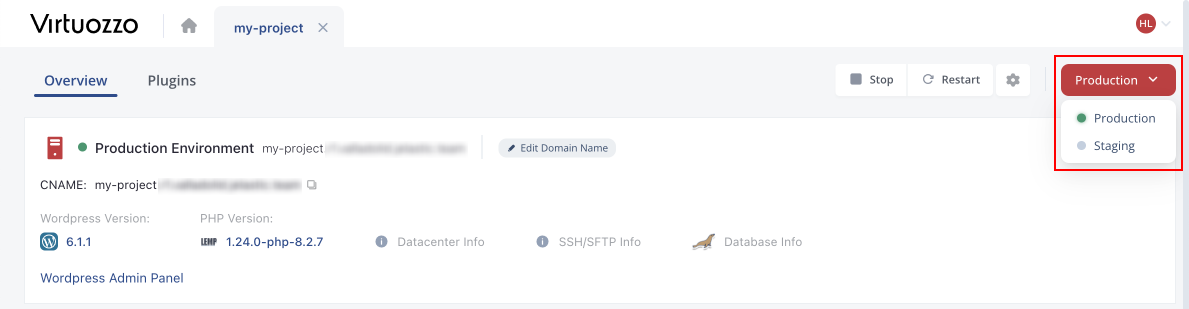 Virtuozzo
my-project
HL
Overview
Plugins
Stop
Restart
Production
Production
Staging
Production Environment my-project
Edit Domain Name
CNAME: my-project
Wordpress Version: PHP Version:
6.1.1 LEMP 1.24.0-php-8.2.7 Datacenter Info SSH/SFTP Info Database Info
Wordpress Admin Panel